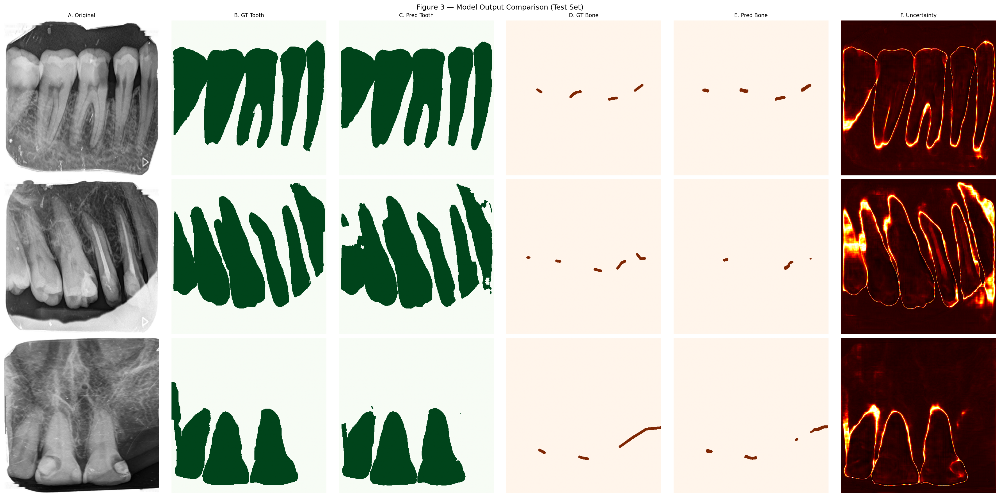 Figure 3 — Model Output Comparison (Test Set)
A. Original
B. GT Tooth
C. Pred Tooth
D. GT Bone
E. Pred Bone
F. Uncertainty